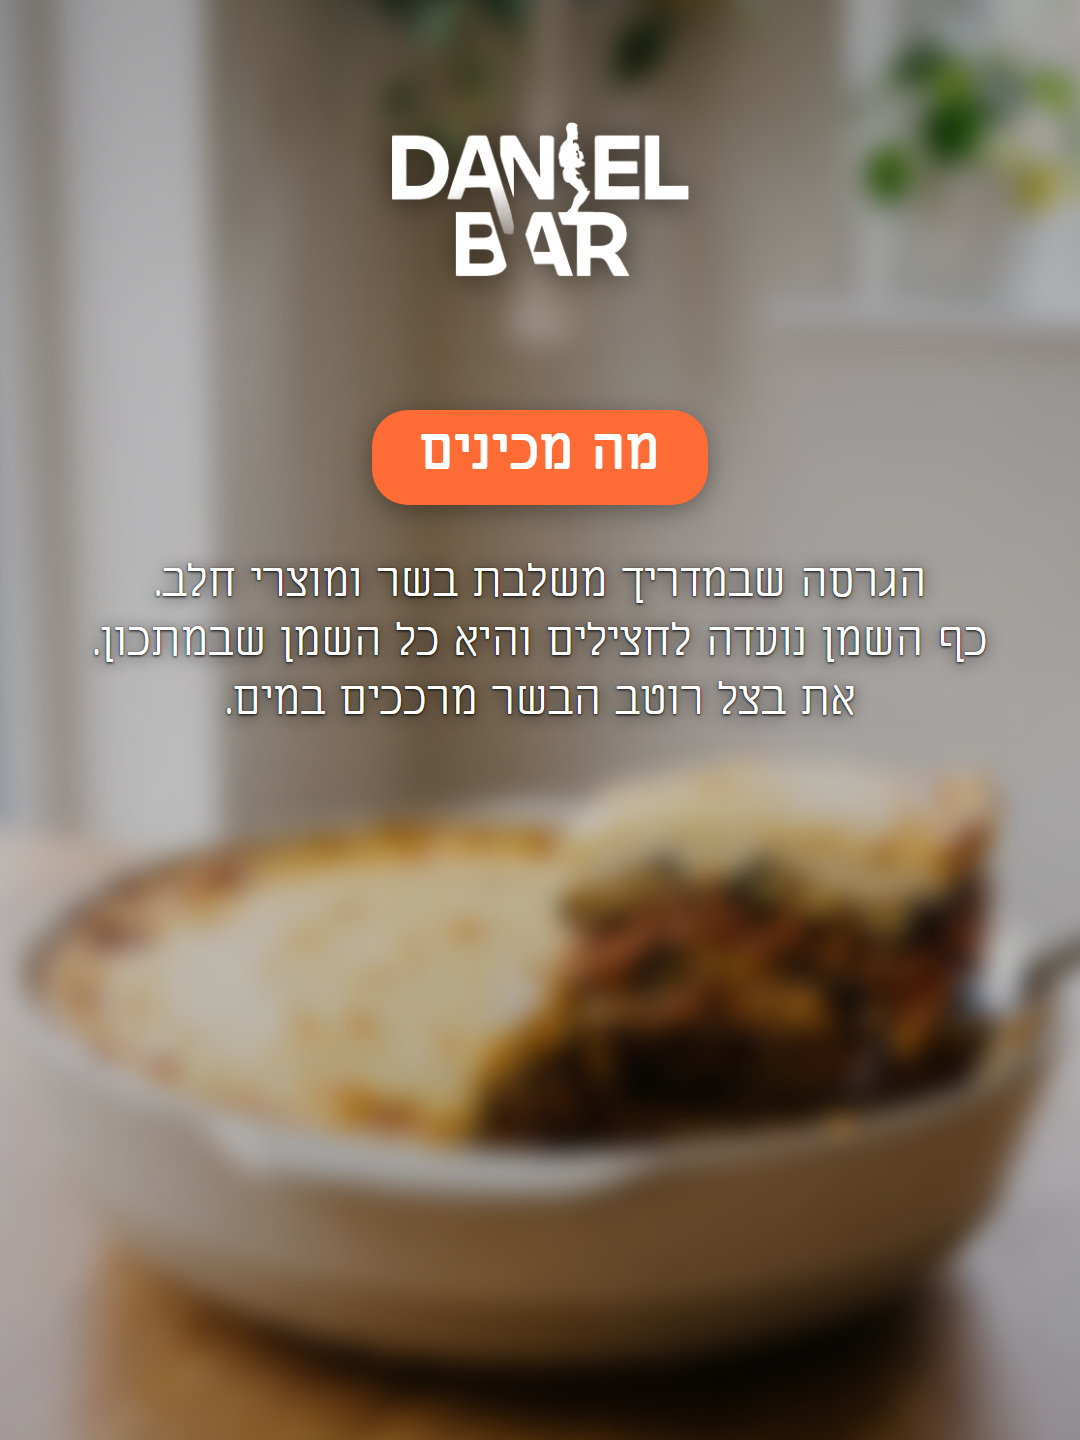 DANIEL
BAR
מה מכינים
הגרסה שבמדריך משלבת בשר ומוצרי חלב.
כף השמן נועדה לחצילים והיא כל השמן שבמתכון.
את בצל רוטב הבשר מרככים במים.